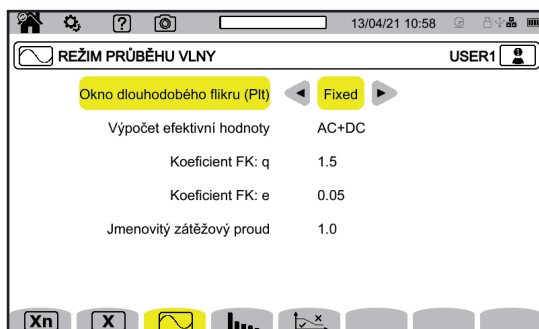 13/04/21 10:58
REŽIM PRŮBĚHU VLNY USER1
Okno dlouhodobého flikru (Plt) Fixed
Výpočet efektivní hodnoty AC+DC
Koeficient FK: q 1.5
Koeficient FK: e 0.05
Jmenovitý zátěžový proud 1.0
Xn X